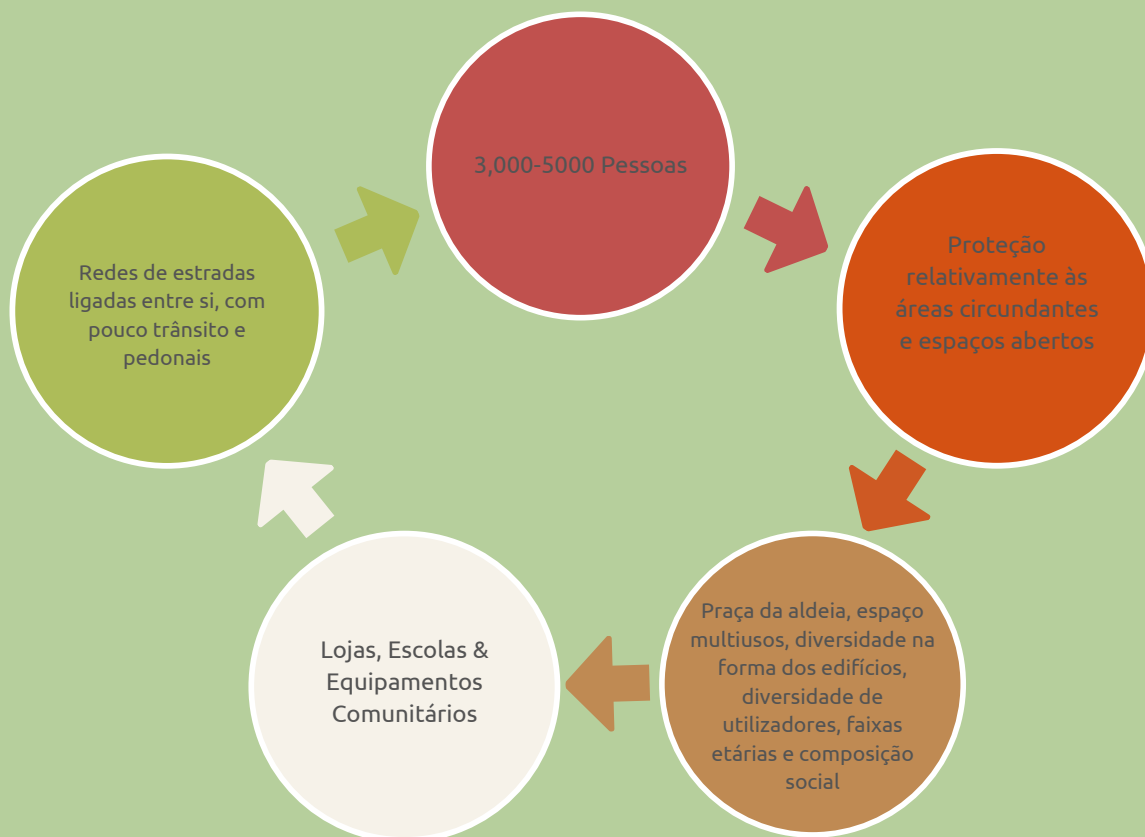 3,000-5000 Pessoas
Proteção
relativamente às
áreas circundantes
e espaços abertos
Praça da aldeia, espaço
multiusos, diversidade na
forma dos edifícios,
diversidade de
utilizadores, faixas
etárias e composição
social
Lojas, Escolas &
Equipamentos
Comunitários
Redes de estradas
ligadas entre si, com
pouco trânsito e
pedonais